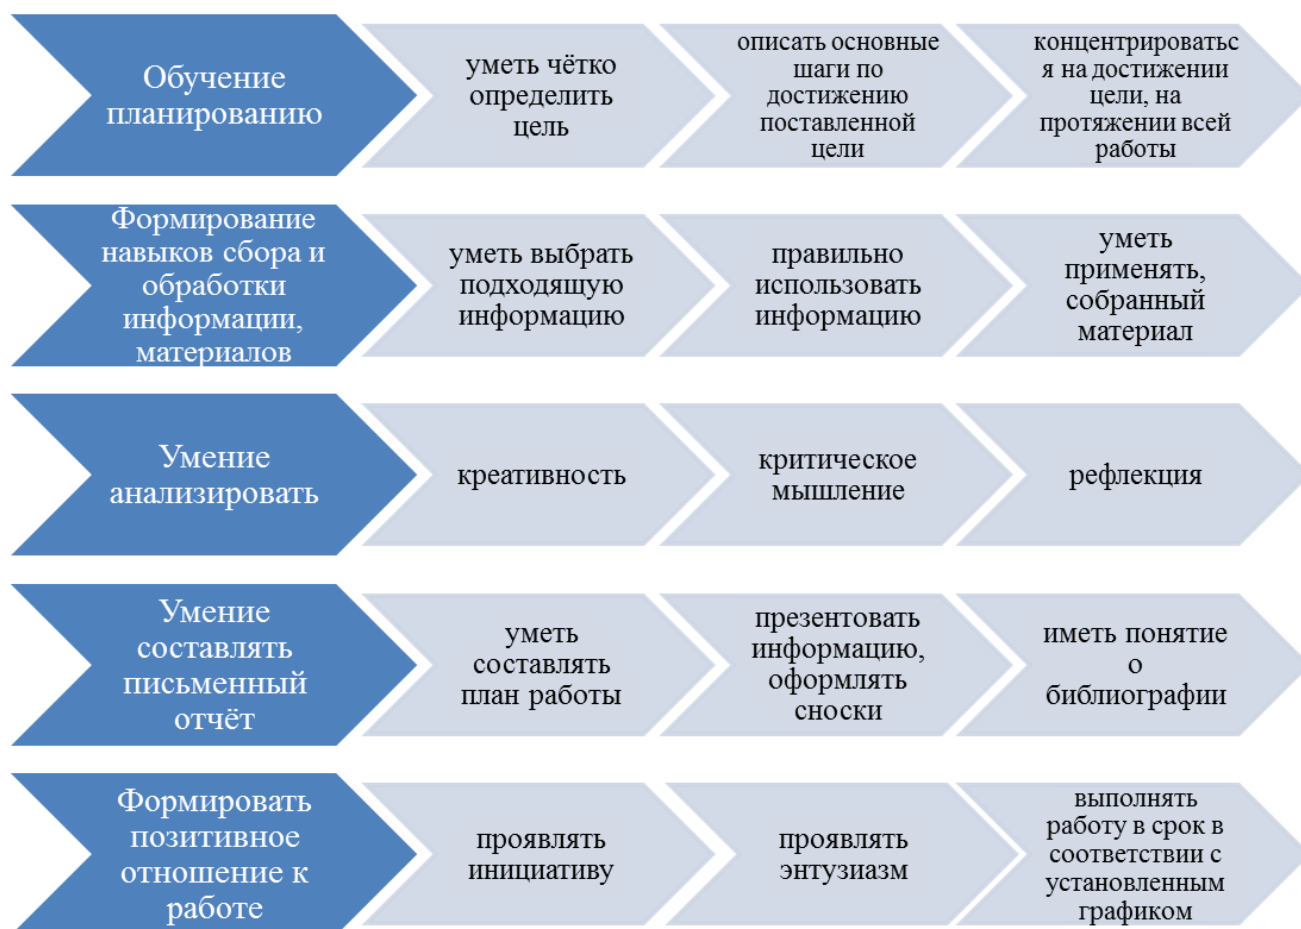 Обучение
планированию
уметь чётко
определить
цель
описать основные
шаги по
достижению
поставленной
цели
концентрироватьс
я на достижении
цели, на
протяжении всей
работы
Формирование
навыков сбора и
обработки
информации,
материалов
уметь выбрать
подходящую
информацию
правильно
использовать
информацию
уметь
применять,
собранный
материал
Умение
анализировать
креативность
критическое
мышление
рефлекция
Умение
составлять
письменный
отчёт
уметь
составлять
план работы
презентовать
информацию,
оформлять
сноски
иметь понятие
о
библиографии
Формировать
позитивное
отношение к
работе
проявлять
инициативу
проявлять
энтузиазм
выполнять
работу в срок в
соответствии с
установленным
графиком